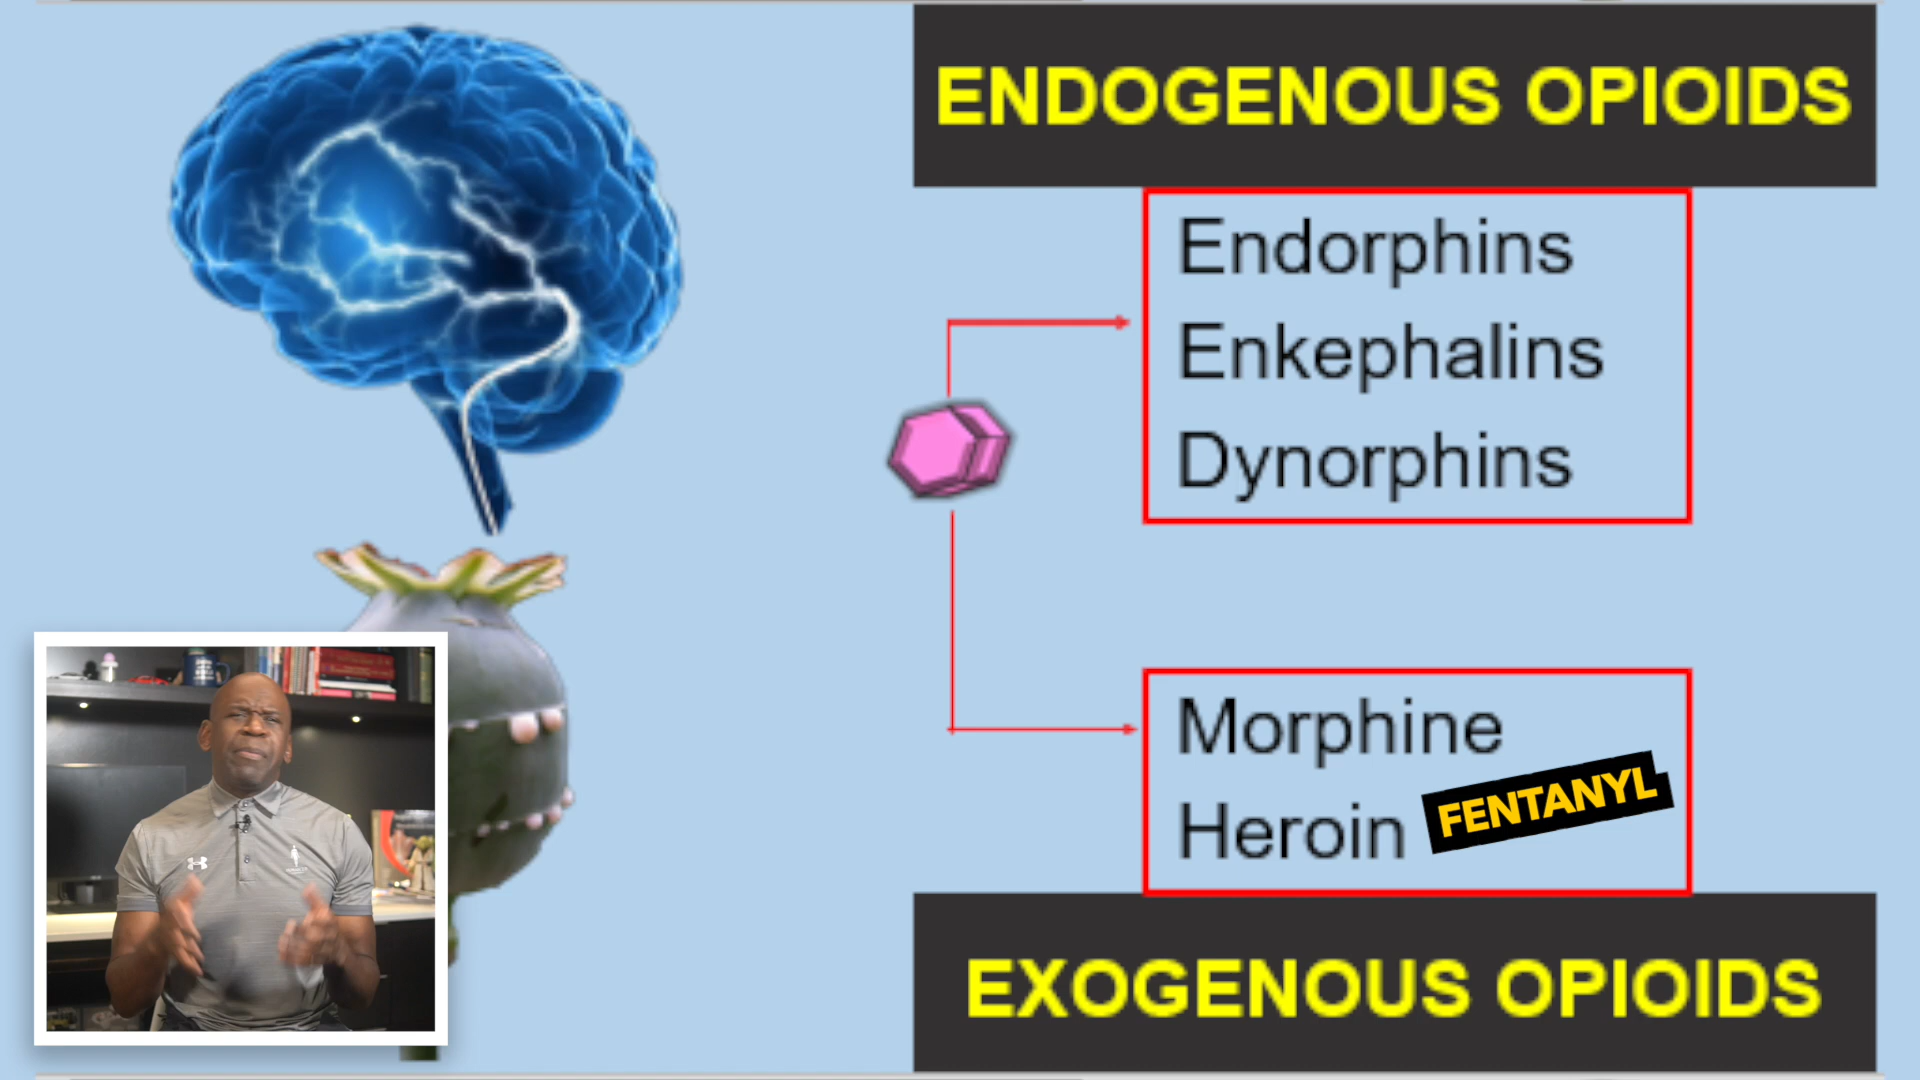 ENDOGENOUS OPIOIDS
Endorphins
Enkephalins
Dynorphins
Morphine
Heroin
FENTANYL
EXOGENOUS OPIOIDS